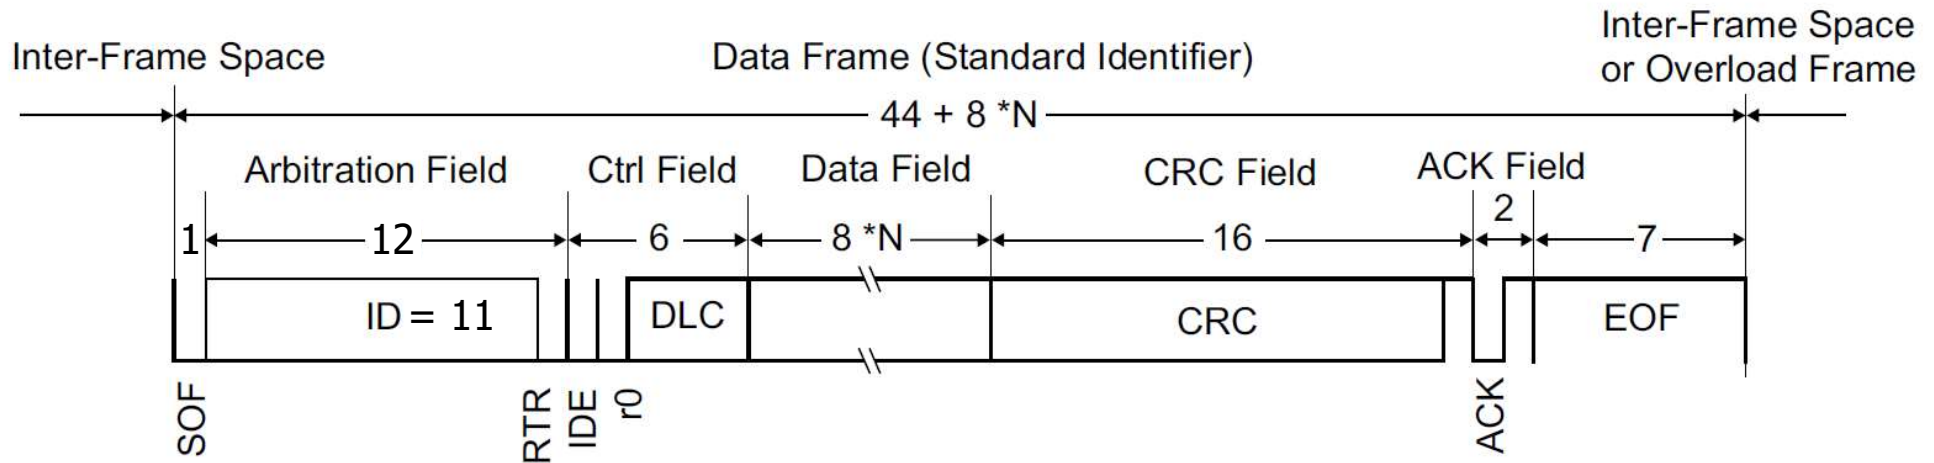 Inter-Frame Space
Data Frame (Standard Identifier)
Inter-Frame Space
or Overload Frame
44 + 8 *N
Arbitration Field
Ctrl Field
Data Field
CRC Field
ACK Field
1
12
6
8 *N
16
2
7
ID = 11
DLC
CRC
EOF
SOF
RTR
IDE
r0
ACK